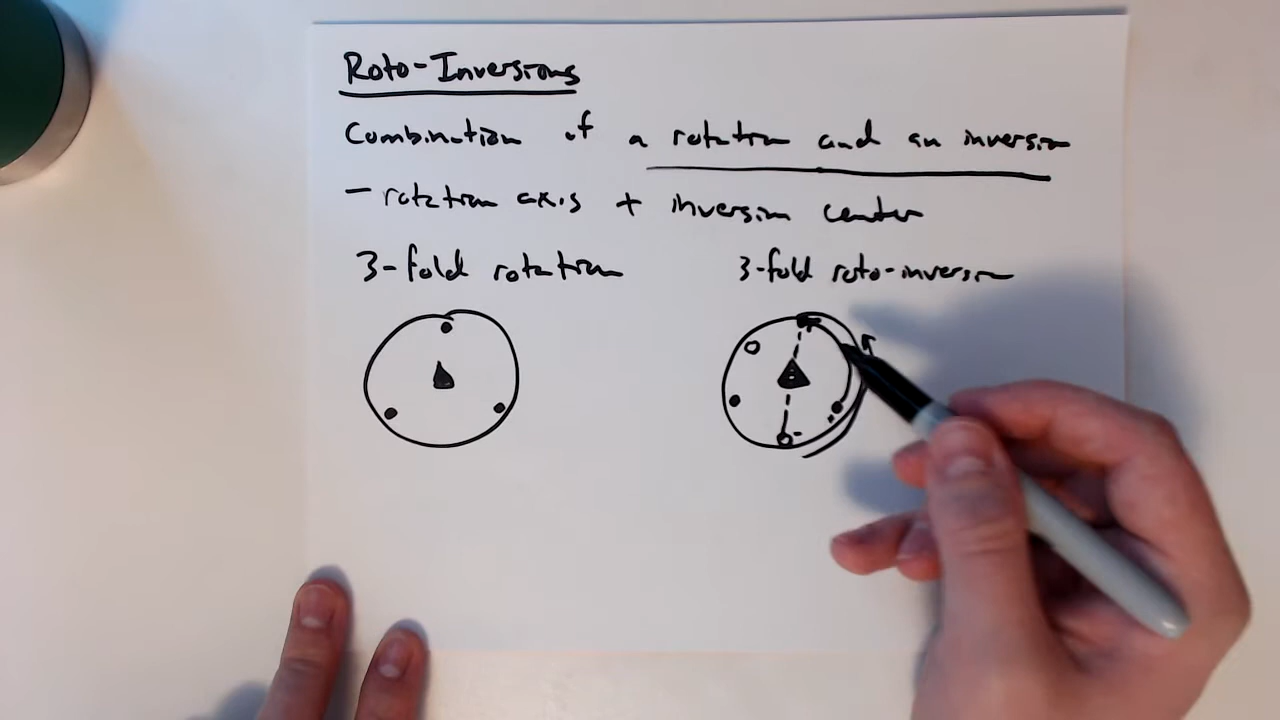 Roto-Inversions
Combination of a rotation and an inversion
- rotation axis + inversion center
3-fold rotation
3-fold roto-inversion